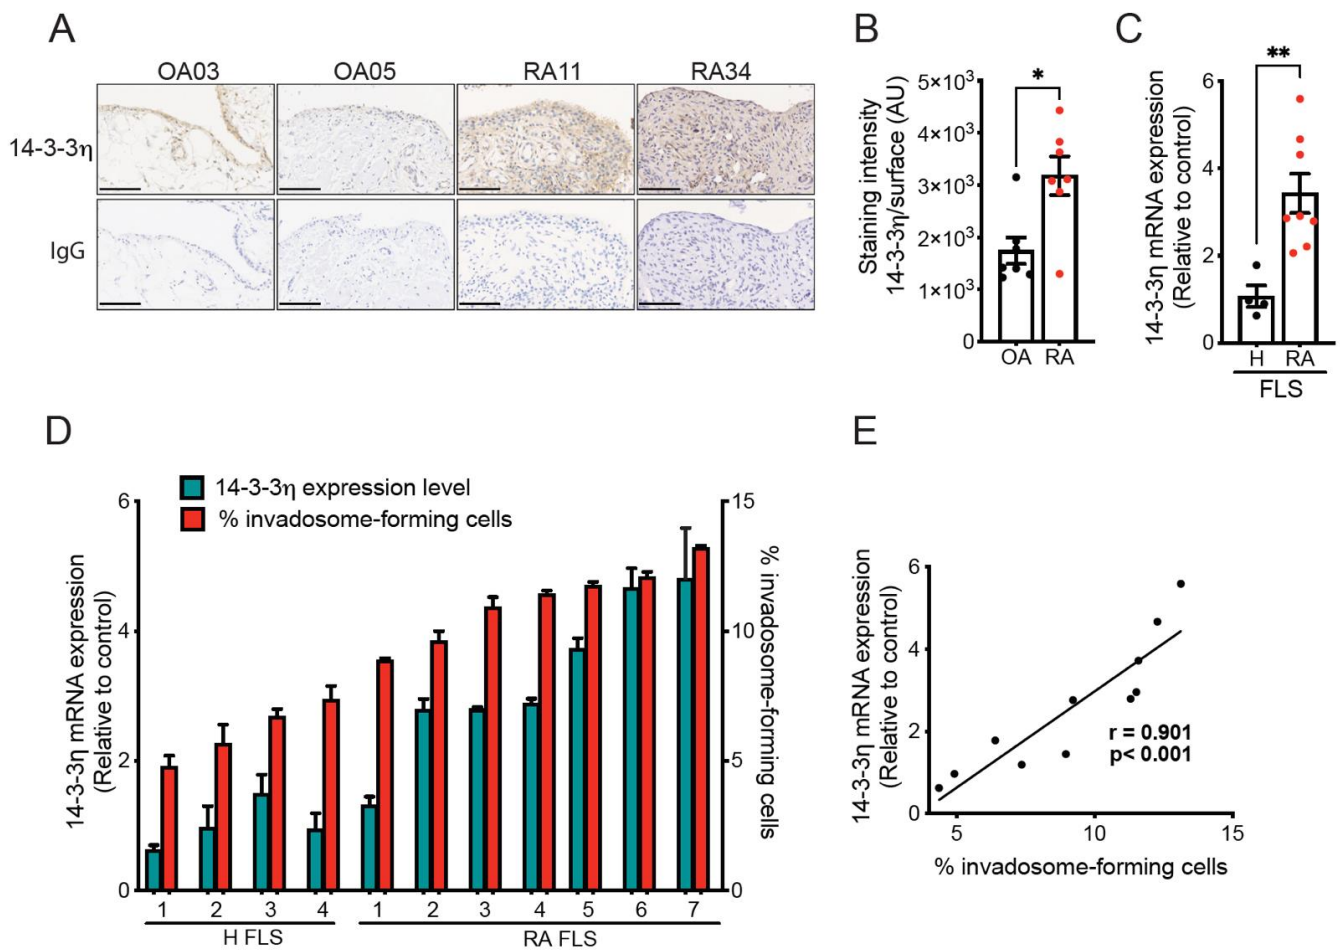 A
OA03 OA05 RA11 RA34
14-3-3η
IgG
B
*
Staining intensity
14-3-3η/surface (AU)
5×10³
4×10³
3×10³
2×10³
1×10³
0
OA RA
C
**
14-3-3η mRNA expression
(Relative to control)
6
4
2
0
H RA
FLS
D
14-3-3η expression level
% invadosome-forming cells
14-3-3η mRNA expression
(Relative to control)
6
4
2
0
15
10
5
0
% invadosome-forming cells
1 2 3 4 1 2 3 4 5 6 7
H FLS RA FLS
E
14-3-3η mRNA expression
(Relative to control)
6
4
2
0
r = 0.901
p< 0.001
5 10 15
% invadosome-forming cells